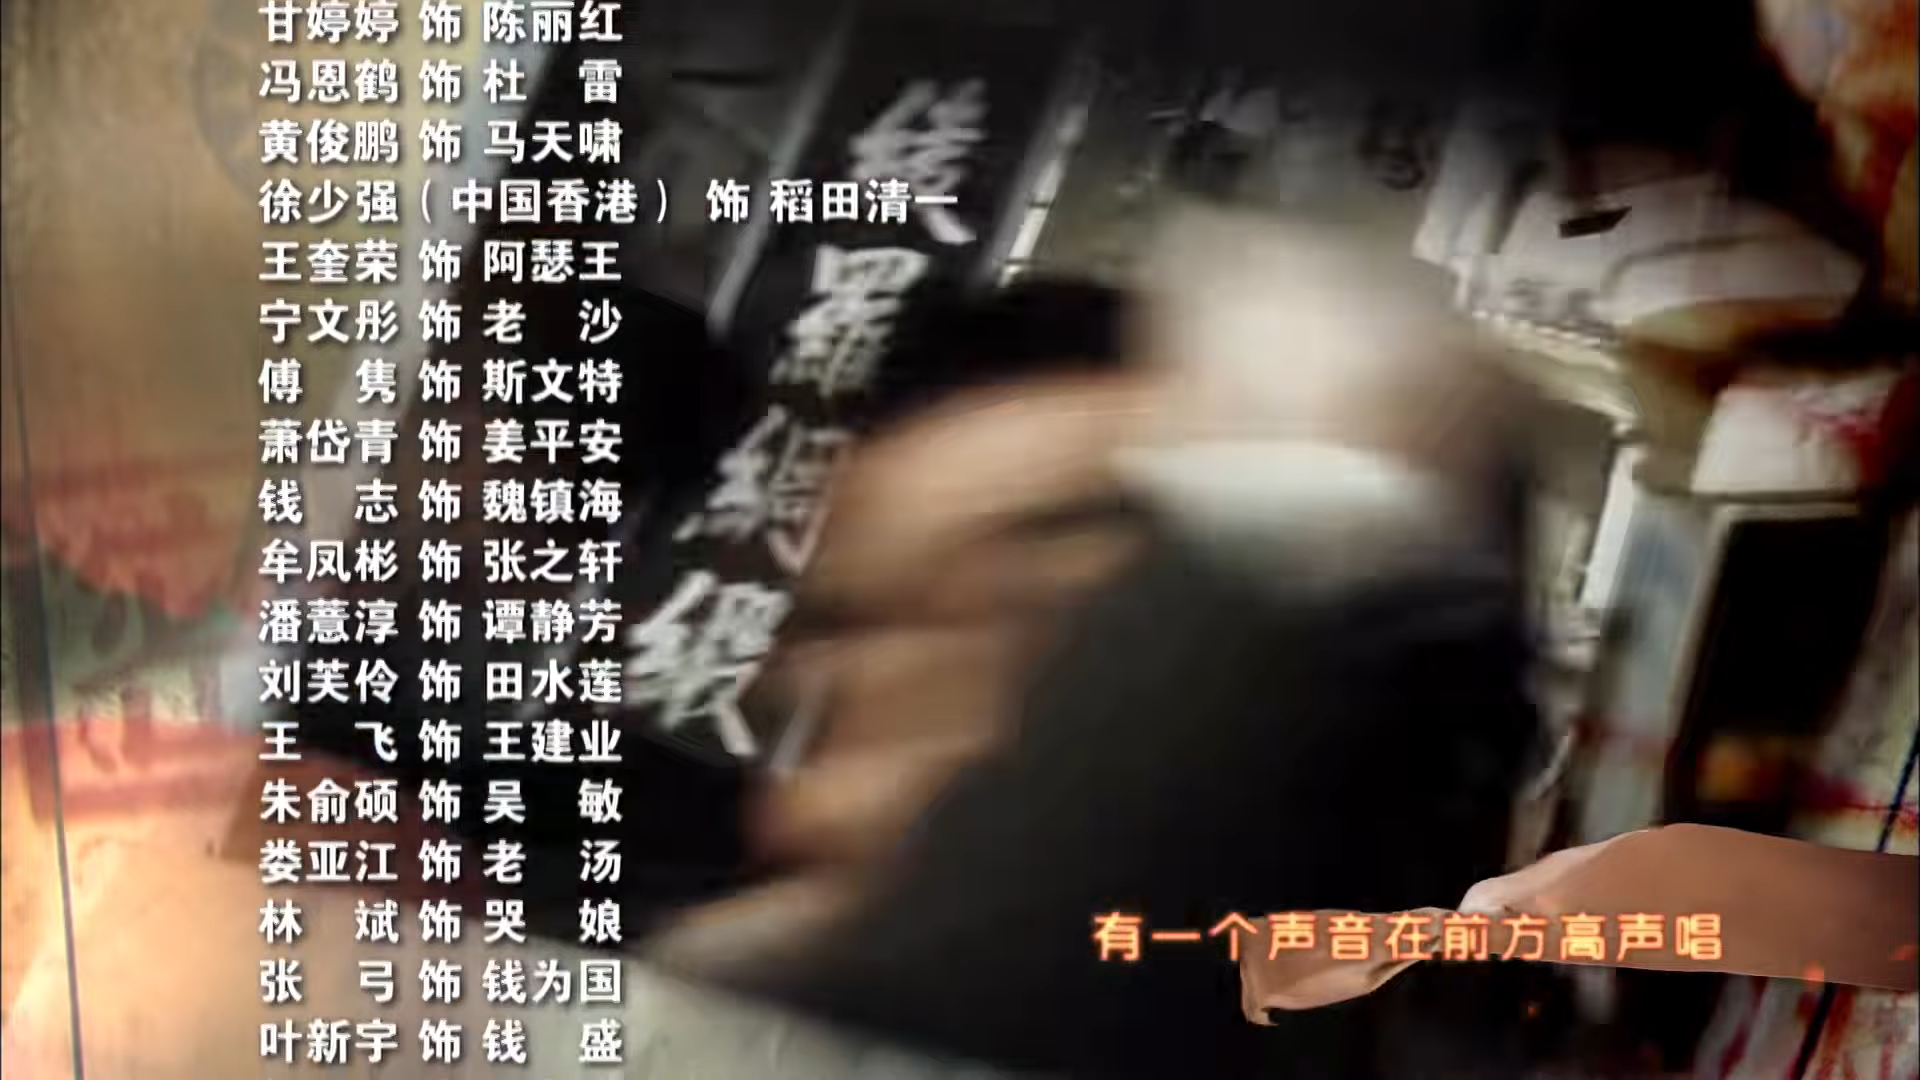 甘婷婷 饰 陈丽红
冯恩鹤 饰 杜 雷
黄俊鹏 饰 马天啸
徐少强（中国香港） 饰 稻田清一
王奎荣 饰 阿瑟王
宁文彤 饰 老 沙
傅 隽 饰 斯文特
萧岱青 饰 姜平安
钱 志 饰 魏镇海
牟凤彬 饰 张之轩
潘薏淳 饰 谭静芳
刘芙伶 饰 田水莲
王 飞 饰 王建业
朱俞硕 饰 吴 敏
娄亚江 饰 老 汤
林 斌 饰 哭 娘
张 弓 饰 钱为国
叶新宇 饰 钱 盛
有一个声音在前方高声唱